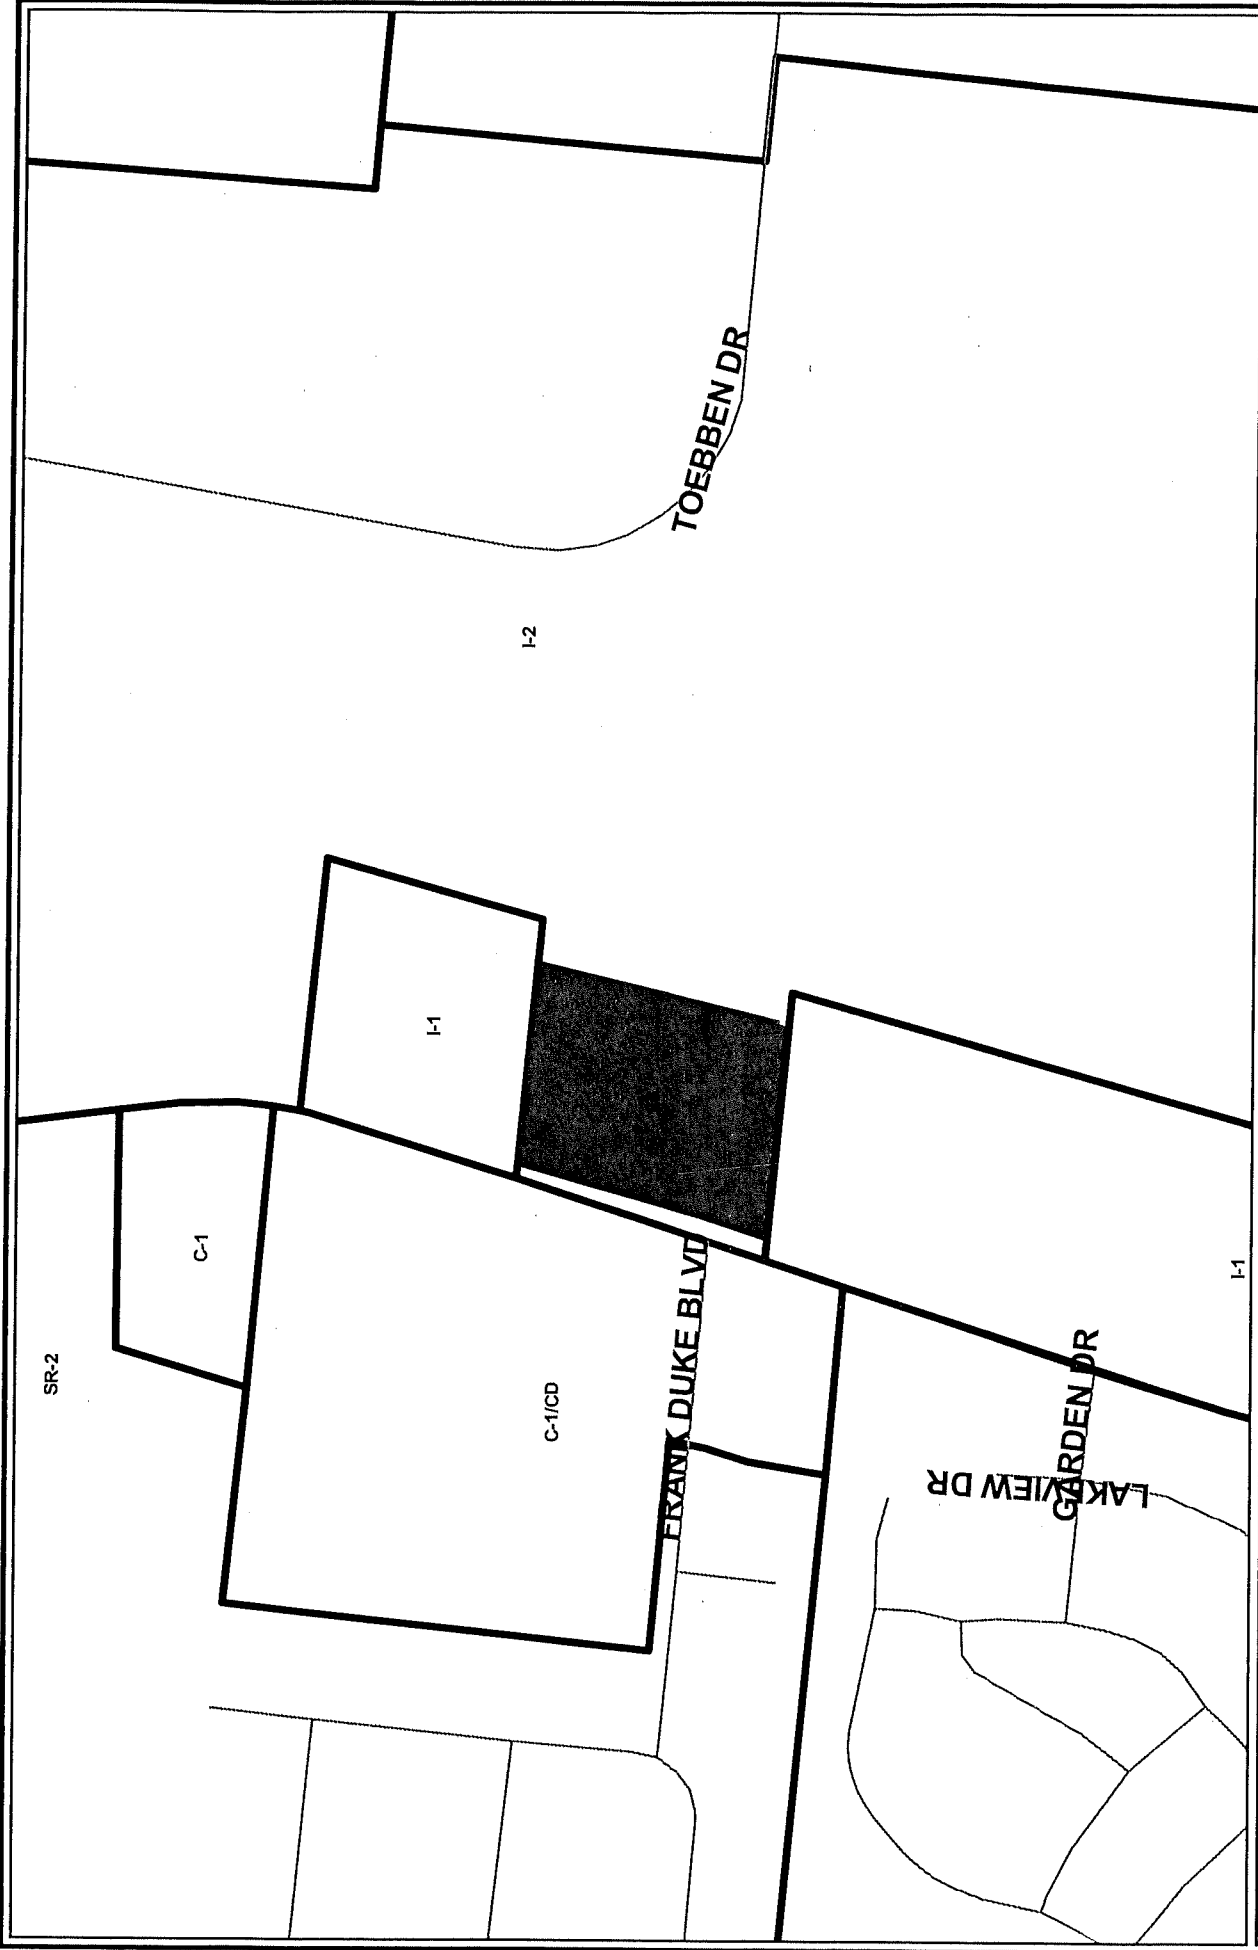 SR-2
C-1
I-1
I-2
C-1/CD
FRANK DUKE BLVD
TOEBBEN DR
LAKEVIEW DR
GARDEN DR
I-1